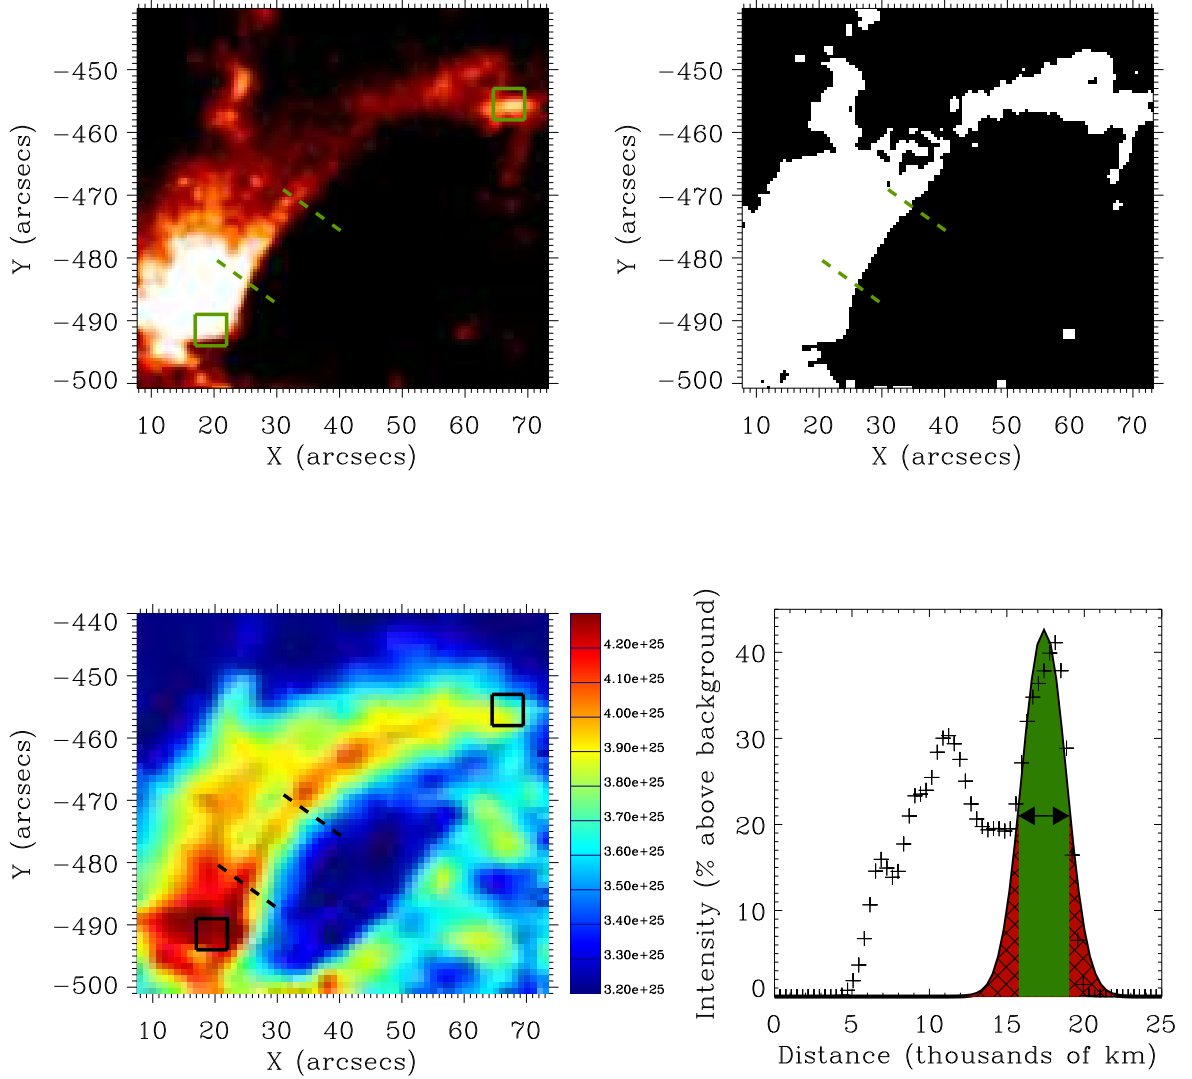 −450
−460
−470
−480
−490
−500
Y (arcsecs)
10 20 30 40 50 60 70
X (arcsecs)
−450
−460
−470
−480
−490
−500
Y (arcsecs)
10 20 30 40 50 60 70
X (arcsecs)
−440
−450
−460
−470
−480
−490
−500
Y (arcsecs)
10 20 30 40 50 60 70
X (arcsecs)
4.20e+25
4.10e+25
4.00e+25
3.90e+25
3.80e+25
3.70e+25
3.60e+25
3.50e+25
3.40e+25
3.30e+25
3.20e+25
Intensity (% above background)
40
30
20
10
0
0 5 10 15 20 25
Distance (thousands of km)